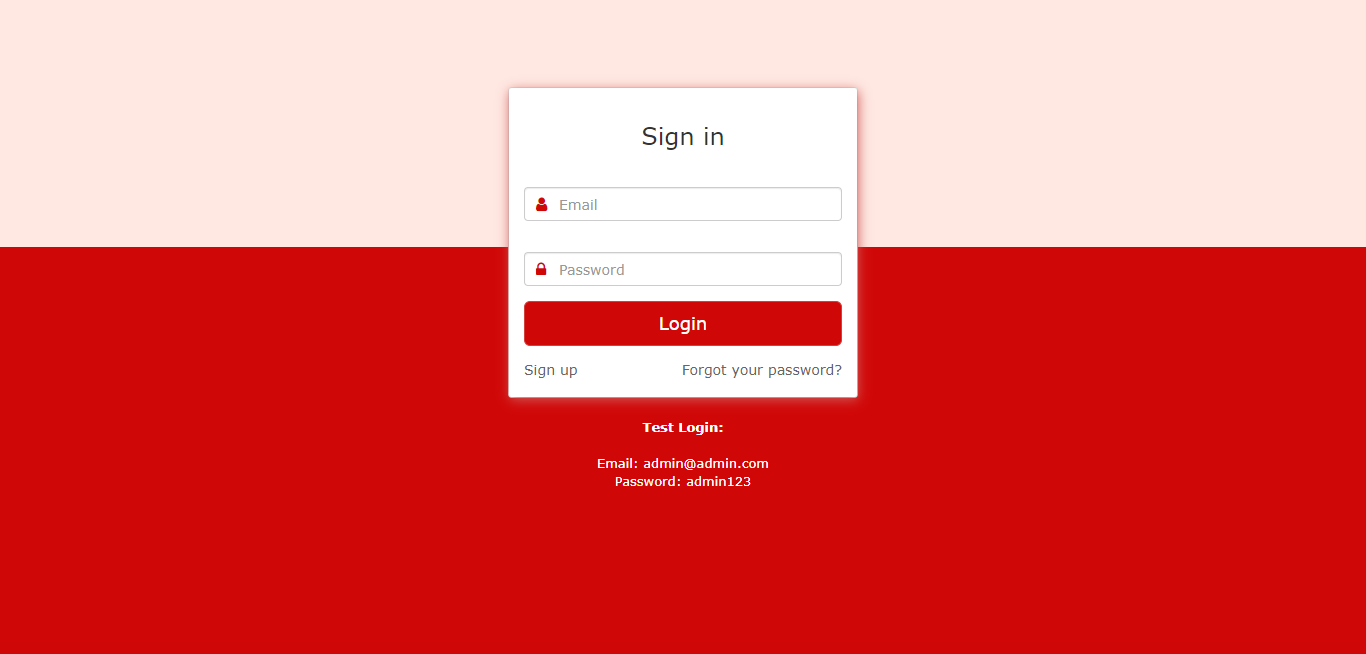 Sign in
Email
Password
Login
Sign up
Forgot your password?
Test Login:
Email: admin@admin.com
Password: admin123